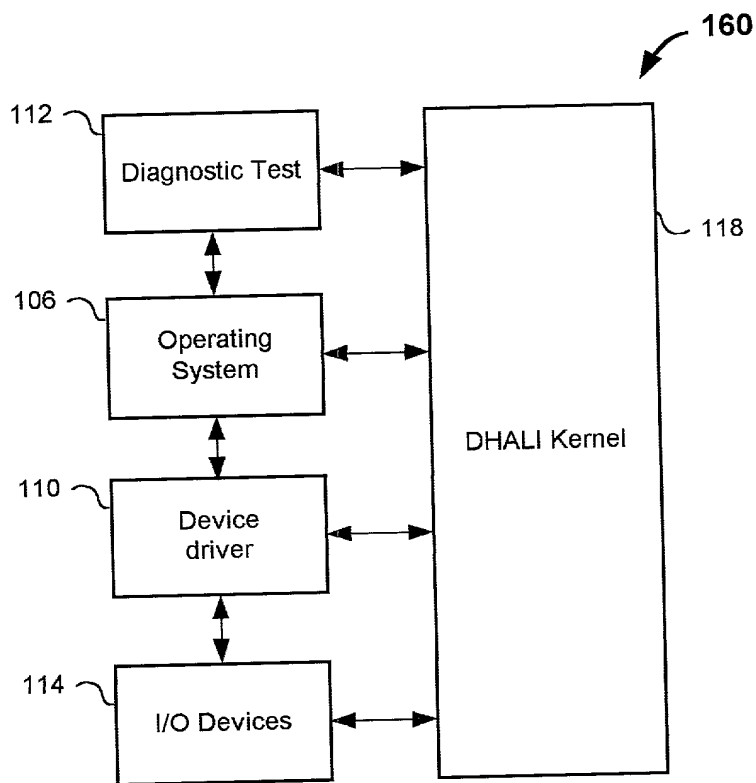 160
112
Diagnostic Test
118
106
Operating
System
DHALI Kernel
110
Device
driver
114
I/O Devices